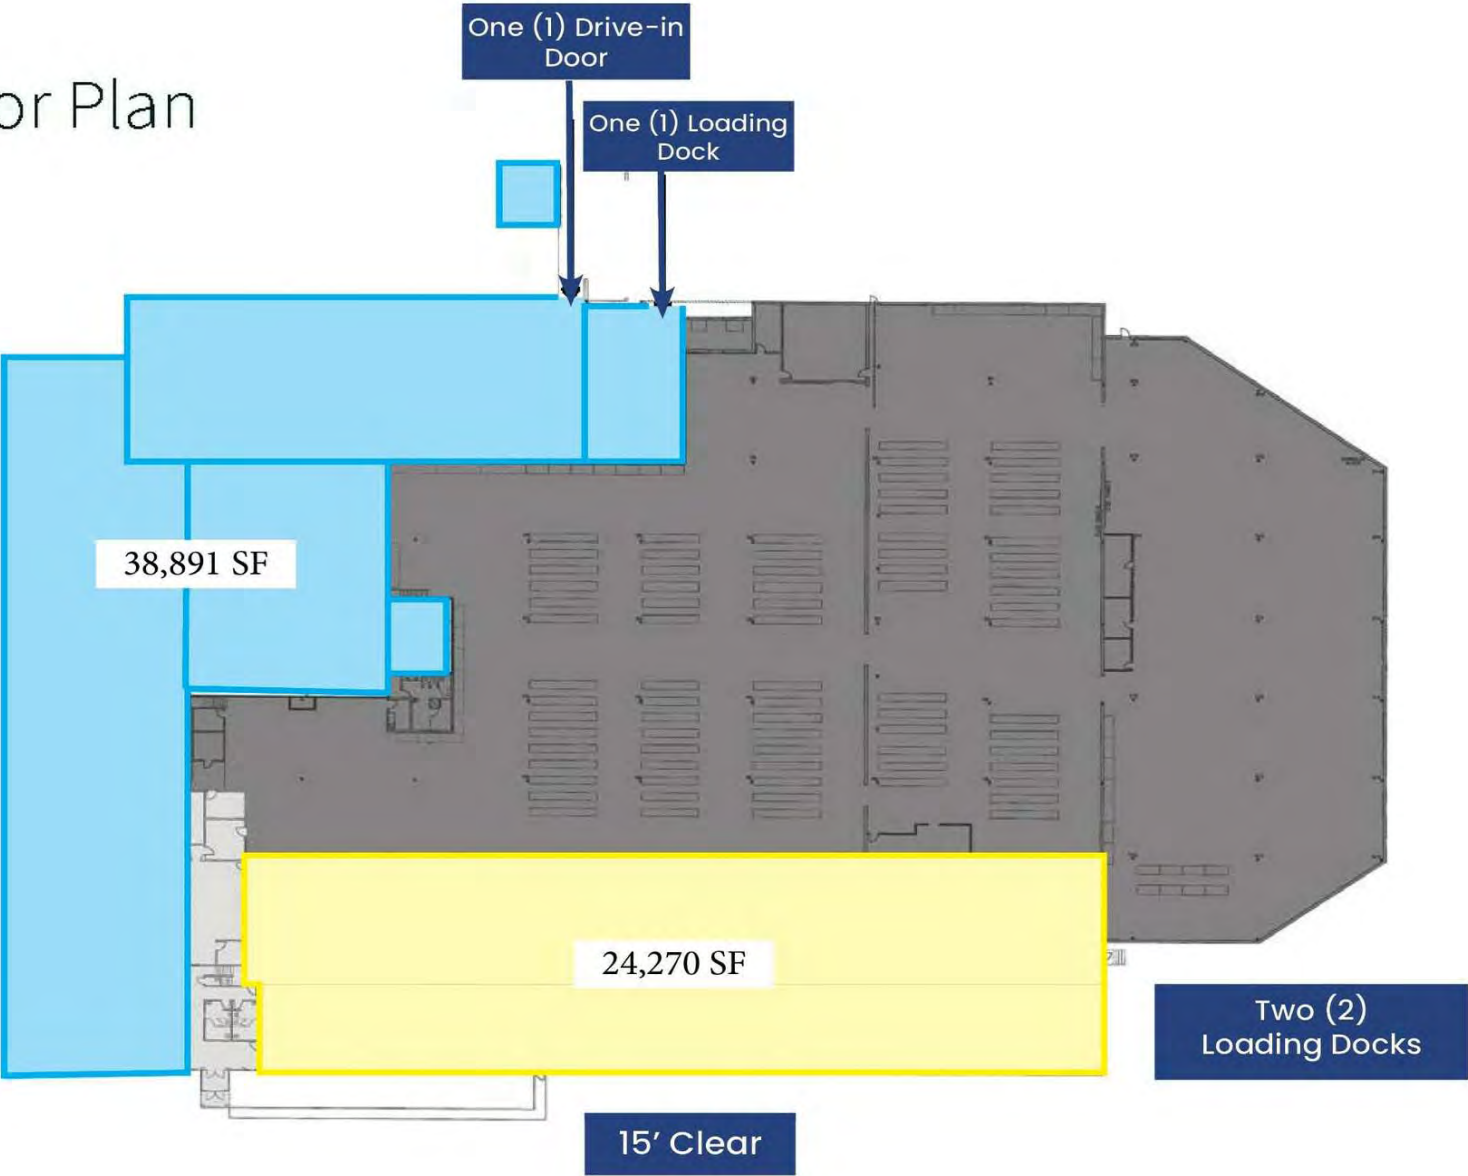 One (1) Drive-in
Door
or Plan
One (1) Loading
Dock
38,891 SF
24,270 SF
Two (2)
Loading Docks
15' Clear